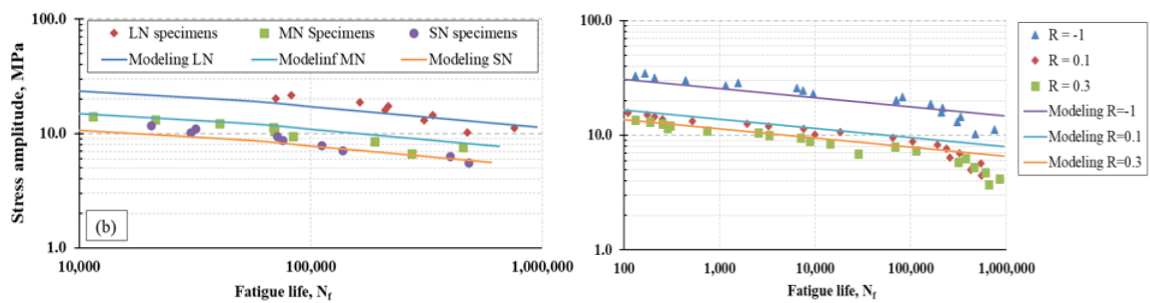 100.0
LN specimens MN Specimens SN specimens
Modeling LN Modelinf MN Modeling SN
Stress amplitude, MPa
10.0
(b)
1.0
10,000 100,000 1,000,000
Fatigue life, Nf
100.0
10.0
1.0
100 1,000 10,000 100,000 1,000,000
Fatigue life, Nf
R = -1
R = 0.1
R = 0.3
Modeling R=-1
Modeling R=0.1
Modeling R=0.3